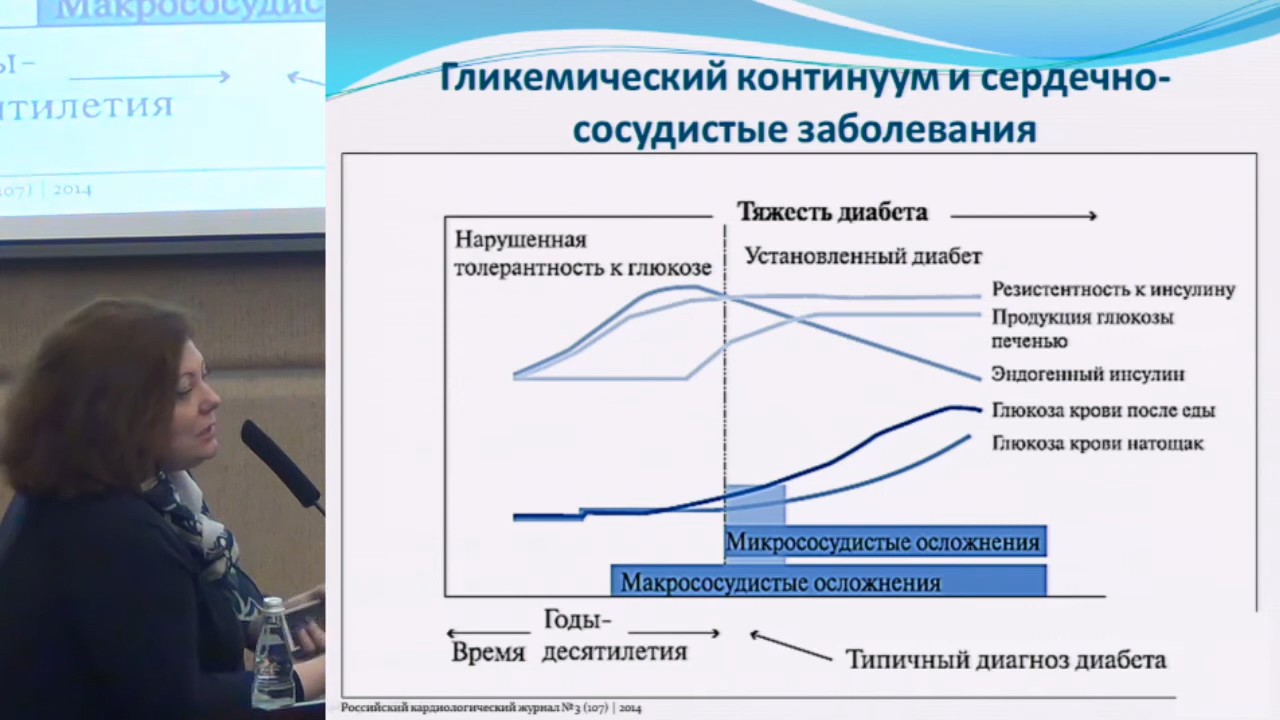 Макрососудис
ы-
тилетия
107) | 2014
Гликемический континуум и сердечно-
сосудистые заболевания
Тяжесть диабета
Нарушенная
толерантность к глюкозе
Установленный диабет
Резистентность к инсулину
Продукция глюкозы
печенью
Эндогенный инсулин
Глюкоза крови после еды
Глюкоза крови натощак
Микрососудистые осложнения
Макрососудистые осложнения
Годы-
Время десятилетия
Типичный диагноз диабета
Российский кардиологический журнал №3 (107) | 2014